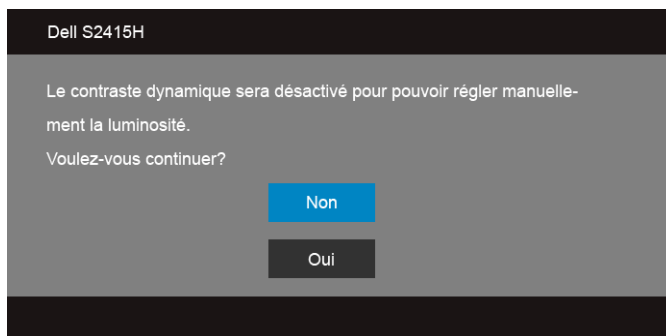 Dell S2415H
Le contraste dynamique sera désactivé pour pouvoir régler manuelle-
ment la luminosité.
Voulez-vous continuer?
Non
Oui